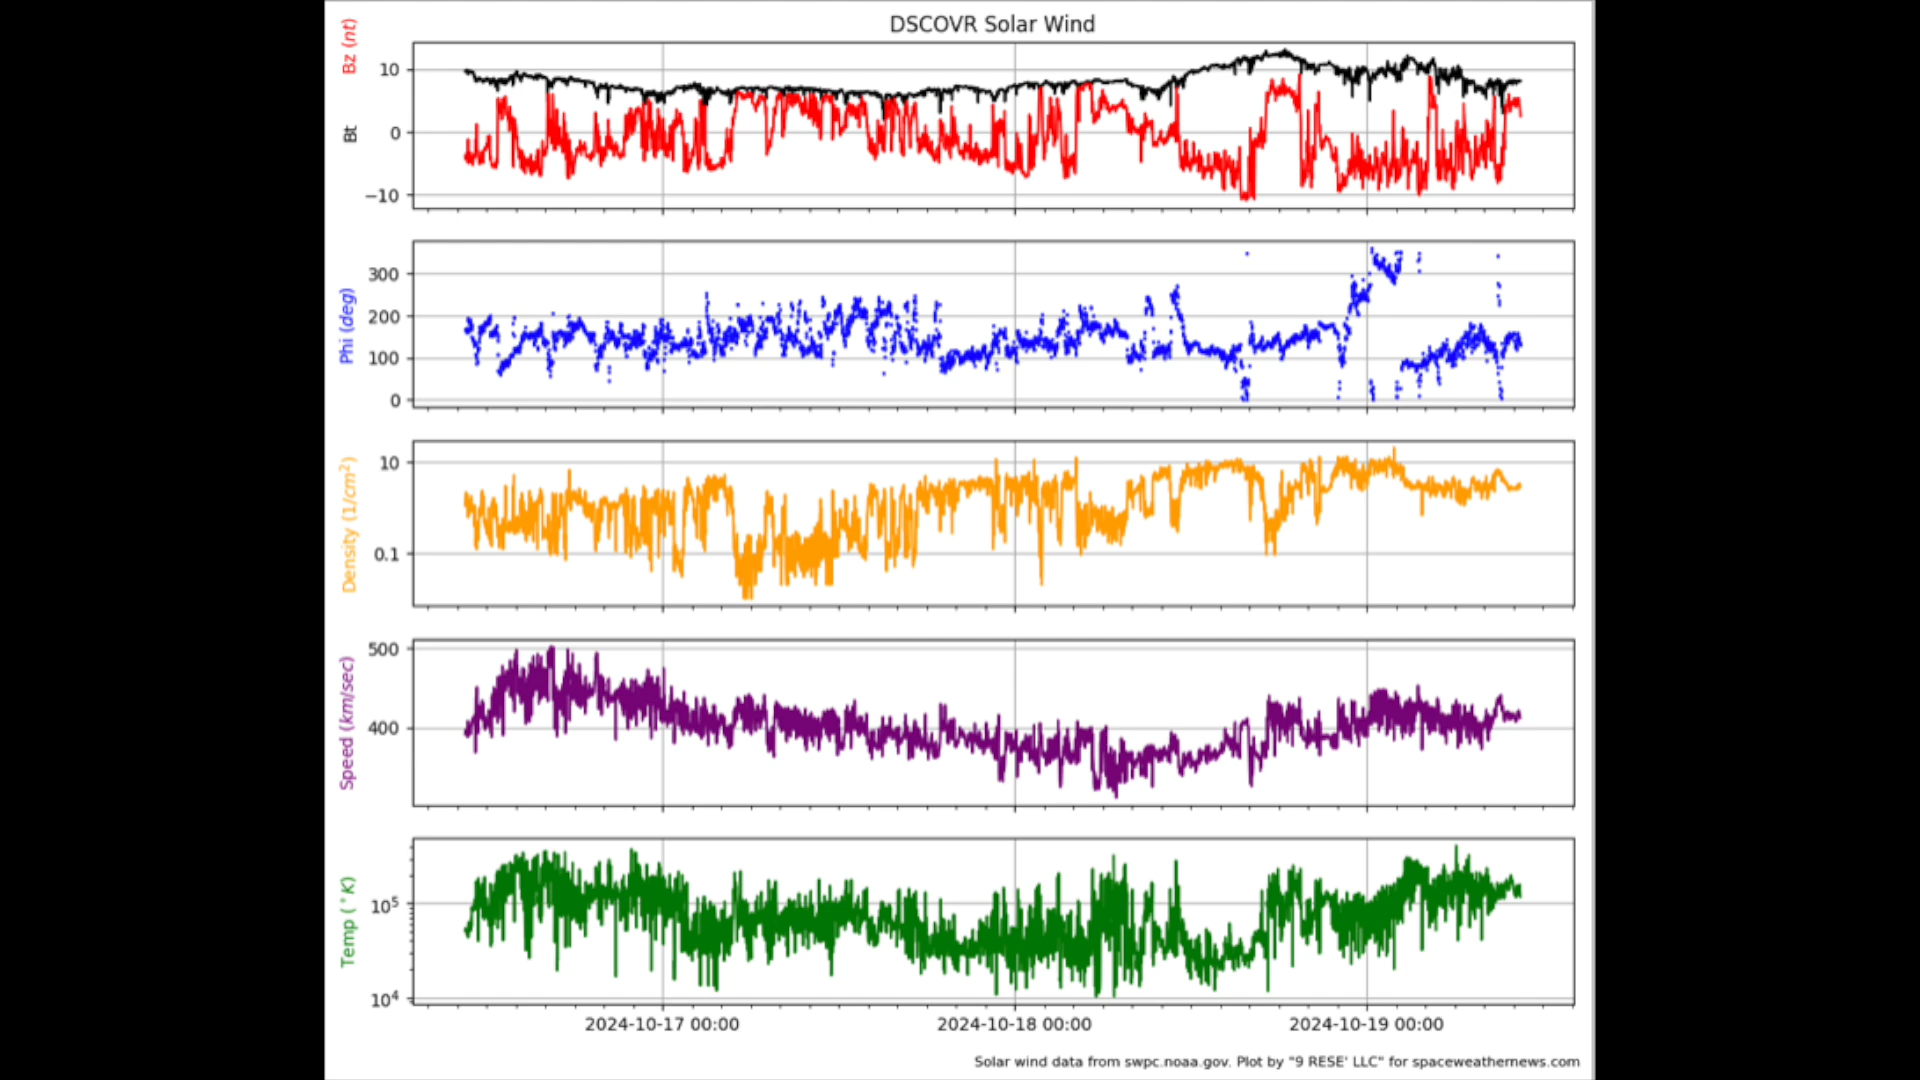 DSCOVR Solar Wind
Bz (nt)
Bt
10
0
−10
Phi (deg)
300
200
100
0
Density (1/cm²)
10
0.1
Speed (km/sec)
500
400
Temp (°K)
10⁵
10⁴
2024-10-17 00:00
2024-10-18 00:00
2024-10-19 00:00
Solar wind data from swpc.noaa.gov. Plot by "9 RESE' LLC" for spaceweathernews.com